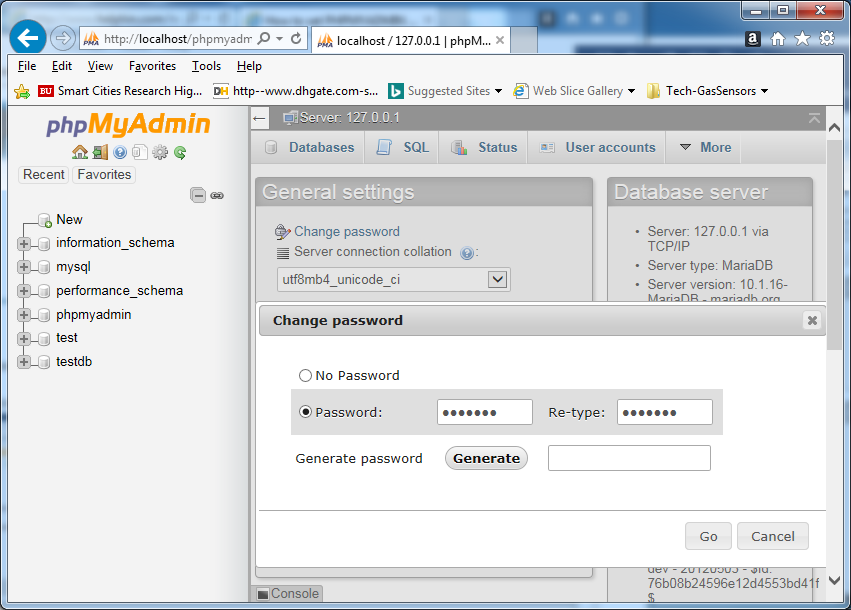 http://localhost/phpmyadm
localhost / 127.0.0.1 | phpM...
File Edit View Favorites Tools Help
BU Smart Cities Research Hig... DH http--www.dhgate.com-s... Suggested Sites Web Slice Gallery Tech-GasSensors
phpMyAdmin
Recent Favorites
New
information_schema
mysql
performance_schema
phpmyadmin
test
testdb
Server: 127.0.0.1
Databases SQL Status User accounts More
General settings
Change password
Server connection collation :
utf8mb4_unicode_ci
Database server
• Server: 127.0.0.1 via
TCP/IP
• Server type: MariaDB
• Server version: 10.1.16-
MariaDB - mariadb.org
Change password
No Password
Password: ●●●●●●● Re-type: ●●●●●●●
Generate password Generate
Go Cancel
dev - 20120503 - $Id:
76b08b24596e12d4553bd41f
$
Console